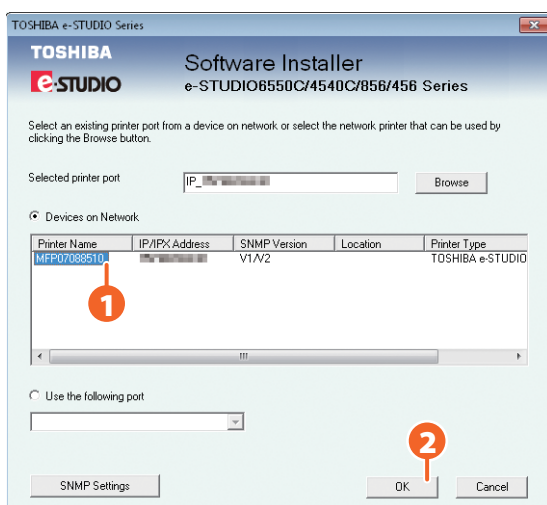 TOSHIBA e-STUDIO Series
TOSHIBA
e-STUDIO
Software Installer
e-STUDIO6550C/4540C/856/456 Series
Select an existing printer port from a device on network or select the network printer that can be used by
clicking the Browse button.
Selected printer port IP_ Browse
Devices on Network
Printer Name IP/IPX Address SNMP Version Location Printer Type
MFP07088510 V1/V2 TOSHIBA e-STUDIO
1
Use the following port
2
SNMP Settings OK Cancel